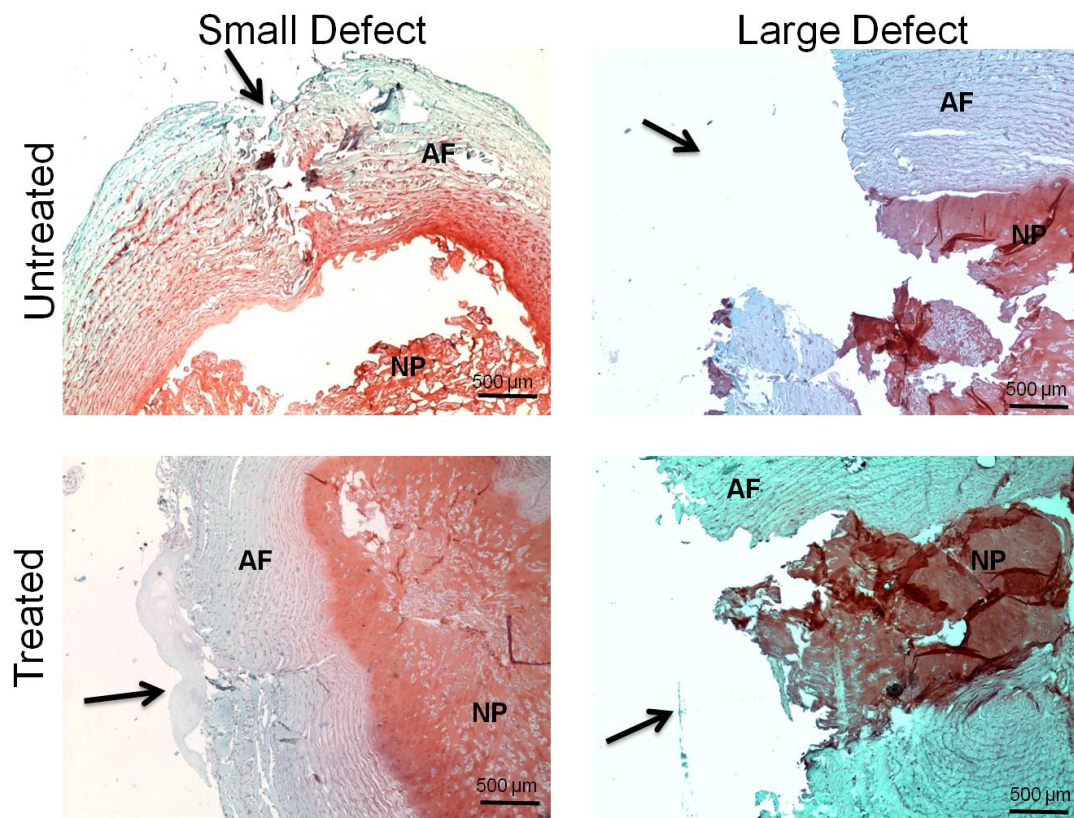 Small Defect
Large Defect
Untreated
AF
NP
500 µm
AF
NP
500 µm
Treated
AF
NP
500 µm
AF
NP
500 µm